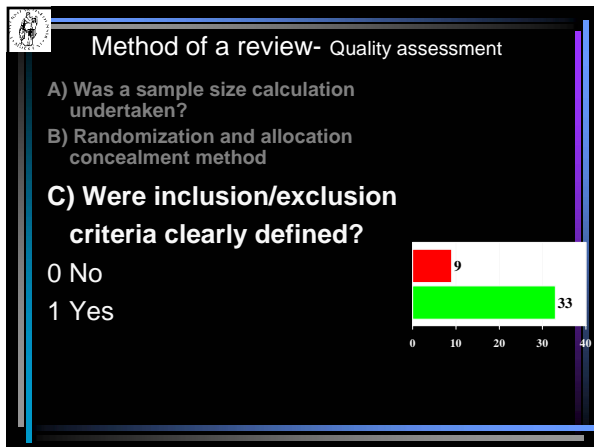 Method of a review- Quality assessment
A) Was a sample size calculation
undertaken?
B) Randomization and allocation
concealment method
C) Were inclusion/exclusion
criteria clearly defined?
0 No
1 Yes
9
33
0 10 20 30 40